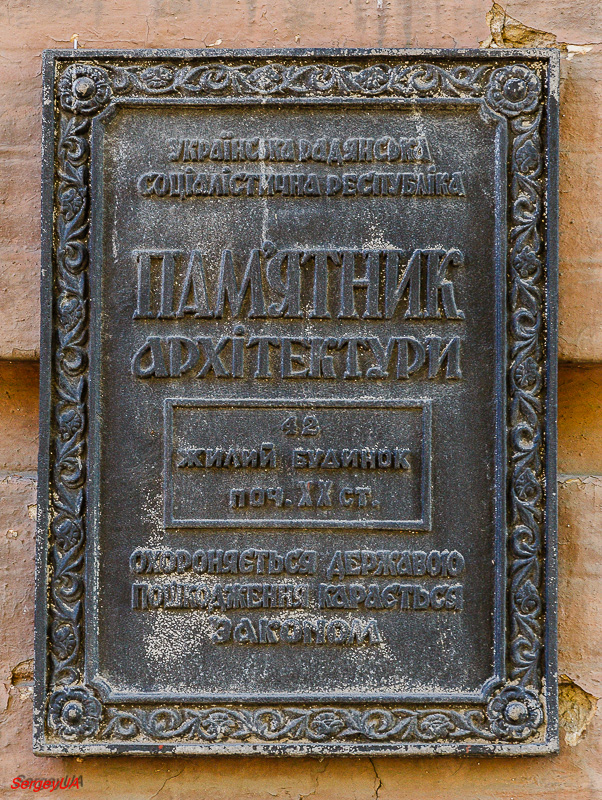 Українська Радянська
Соціалістична Республіка
ПАМ'ЯТНИК
АРХІТЕКТУРИ
42
ЖИЛИЙ БУДИНОК
поч. XX ст.
Охороняється державою
Пошкодження карається
законом
SergeyUA